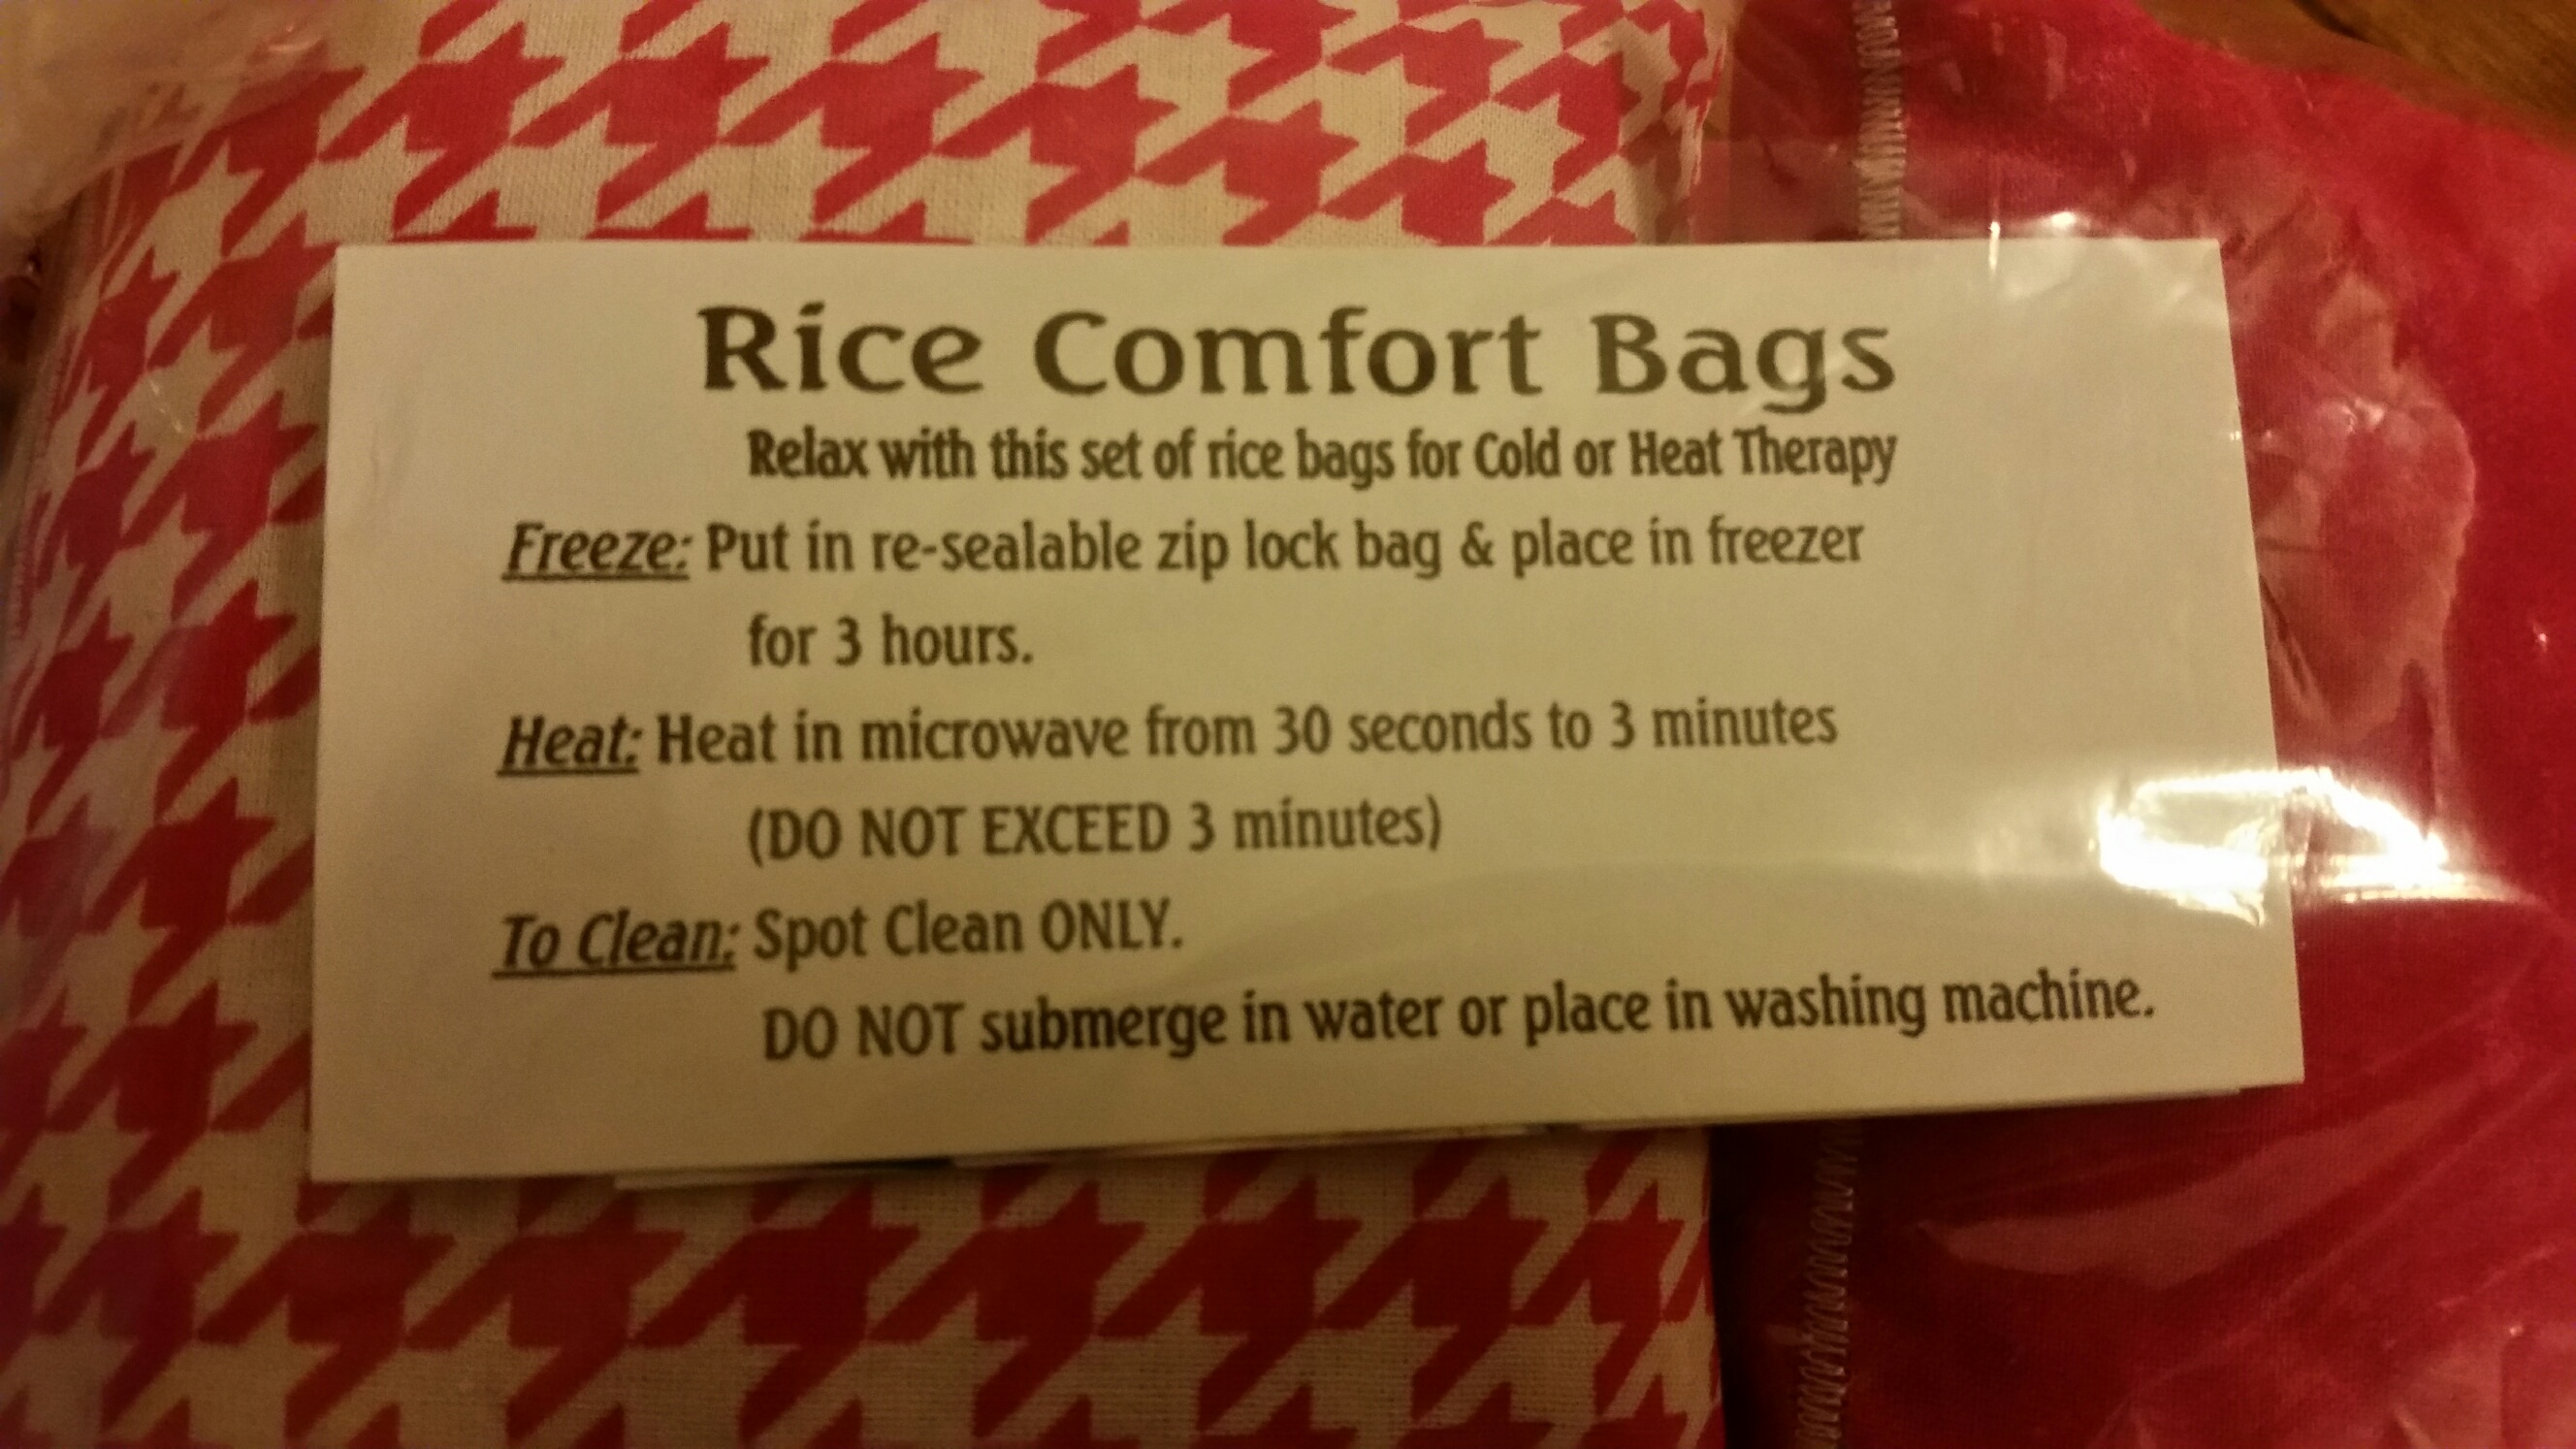 Rice Comfort Bags
Relax with this set of rice bags for Cold or Heat Therapy
Freeze: Put in re-sealable zip lock bag & place in freezer
for 3 hours.
Heat: Heat in microwave from 30 seconds to 3 minutes
(DO NOT EXCEED 3 minutes)
To Clean: Spot Clean ONLY.
DO NOT submerge in water or place in washing machine.